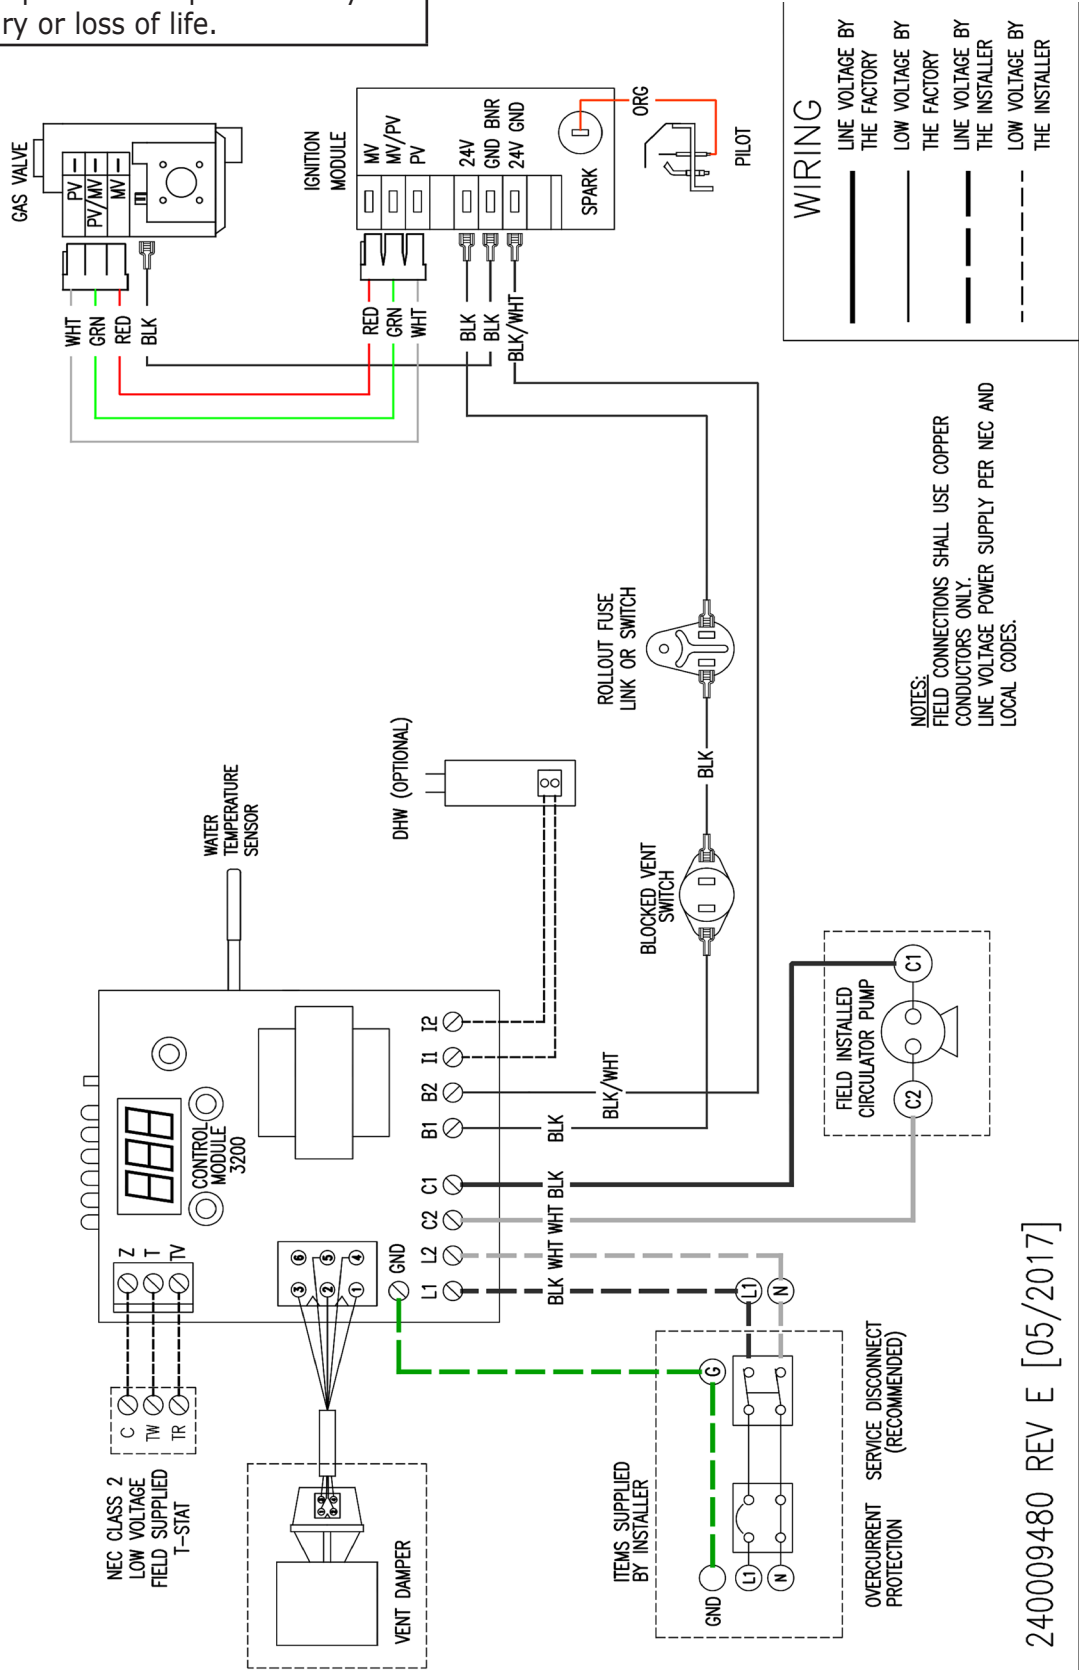 ry or loss of life.
GAS VALVE
PV
PV/MV
MV
WHT
GRN
RED
BLK
IGNITION
MODULE
MV
MV/PV
PV
24V
GND BNR
24V GND
SPARK
ORG
PILOT
RED
GRN
WHT
BLK
BLK
BLK/WHT
WIRING
LINE VOLTAGE BY
THE FACTORY
LOW VOLTAGE BY
THE FACTORY
LINE VOLTAGE BY
THE INSTALLER
LOW VOLTAGE BY
THE INSTALLER
NOTES:
FIELD CONNECTIONS SHALL USE COPPER
CONDUCTORS ONLY.
LINE VOLTAGE POWER SUPPLY PER NEC AND
LOCAL CODES.
ROLLOUT FUSE
LINK OR SWITCH
BLK
BLOCKED VENT
SWITCH
DHW (OPTIONAL)
WATER
TEMPERATURE
SENSOR
CONTROL
MODULE
3200
Z
T
TV
C
TW
TR
NEC CLASS 2
LOW VOLTAGE
FIELD SUPPLIED
T-STAT
6
5
4
3
2
1
GND
L1
L2
C2
C1
B1
B2
I1
I2
BLK
WHT
WHT
BLK
BLK
BLK/WHT
FIELD INSTALLED
CIRCULATOR PUMP
C1
C2
VENT DAMPER
ITEMS SUPPLIED
BY INSTALLER
GND
G
L1
N
L1
N
OVERCURRENT
PROTECTION
SERVICE DISCONNECT
(RECOMMENDED)
240009480 REV E [05/2017]